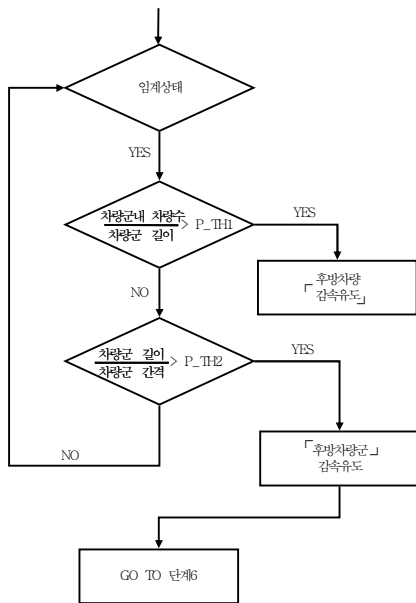 임계상태
YES
차량군내 차량수
> P_TH1
차량군 길이
YES
「 후방차량
감속유도」
NO
차량군 길이
> P_TH2
차량군 간격
YES
「후방차량군」
감속유도
NO
GO TO 단계6